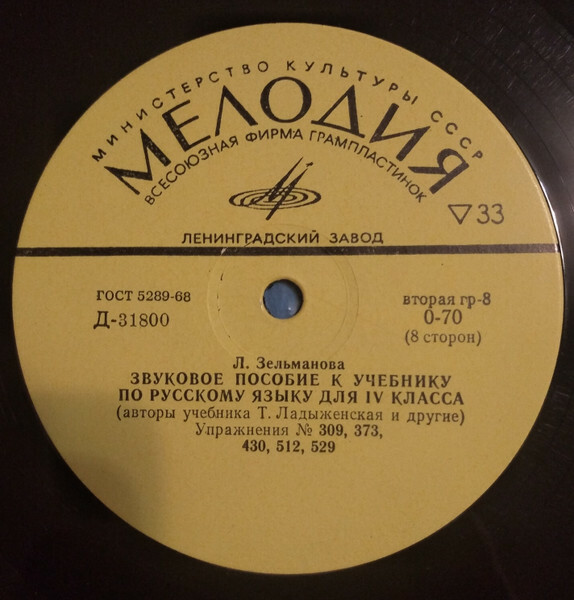 МИНИСТЕРСТВО КУЛЬТУРЫ СССР
МЕЛОДИЯ
ВСЕСОЮЗНАЯ ФИРМА ГРАМПЛАСТИНОК
▽33
ЛЕНИНГРАДСКИЙ ЗАВОД
ГОСТ 5289-68
Д-31800
вторая гр-8
0-70
(8 сторон)
Л. Зельманова
ЗВУКОВОЕ ПОСОБИЕ К УЧЕБНИКУ
ПО РУССКОМУ ЯЗЫКУ ДЛЯ IV КЛАССА
(авторы учебника Т. Ладыженская и другие)
Упражнения № 309, 373,
430, 512, 529